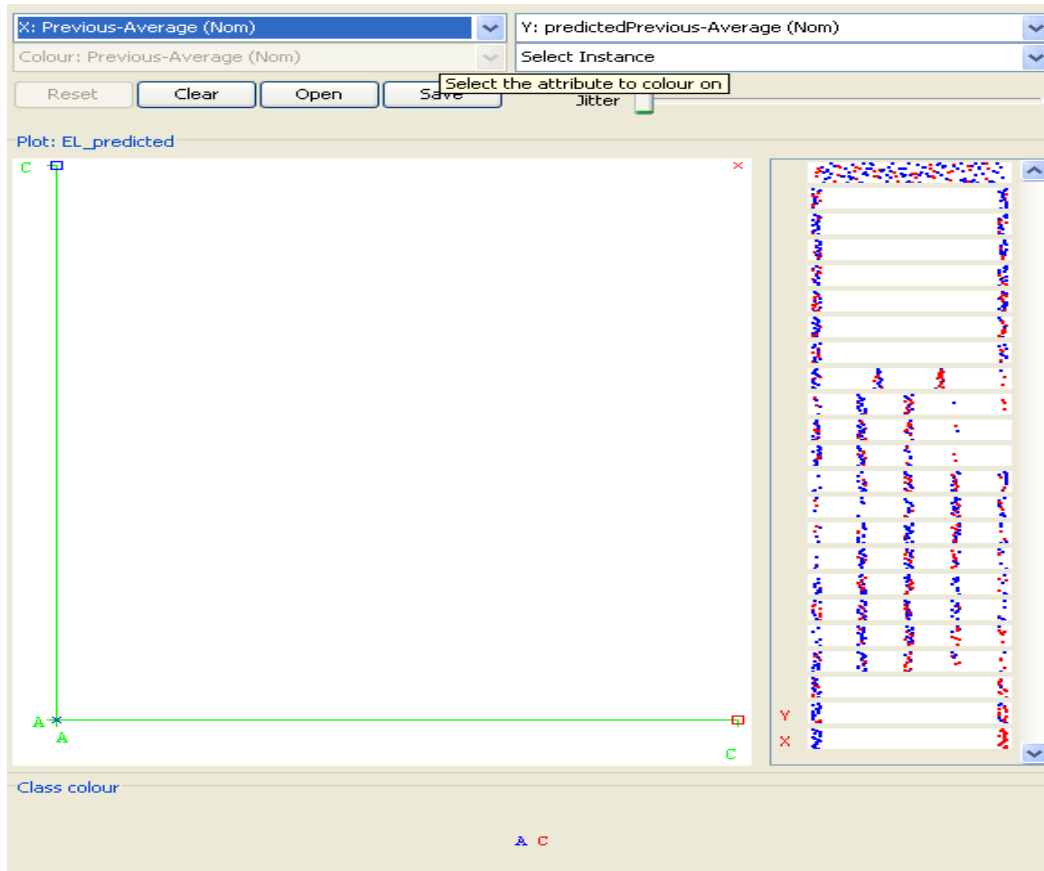 X: Previous-Average (Nom) Y: predictedPrevious-Average (Nom)
Colour: Previous-Average (Nom) Select Instance
Select the attribute to colour on
Reset Clear Open Save Jitter
Plot: EL_predicted
C
A
A
C
Y
X
Class colour
A C